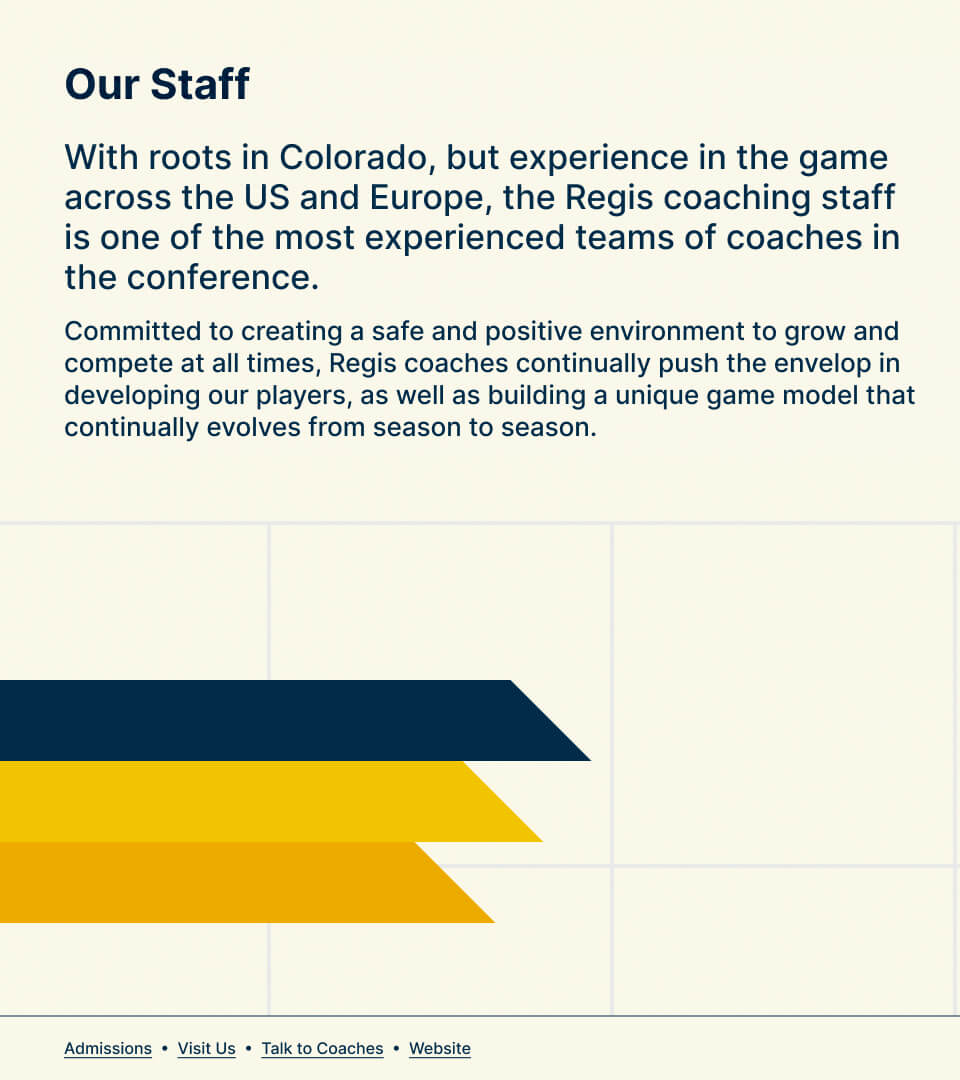 Our Staff
With roots in Colorado, but experience in the game
across the US and Europe, the Regis coaching staff
is one of the most experienced teams of coaches in
the conference.
Committed to creating a safe and positive environment to grow and
compete at all times, Regis coaches continually push the envelop in
developing our players, as well as building a unique game model that
continually evolves from season to season.
Admissions • Visit Us • Talk to Coaches • Website